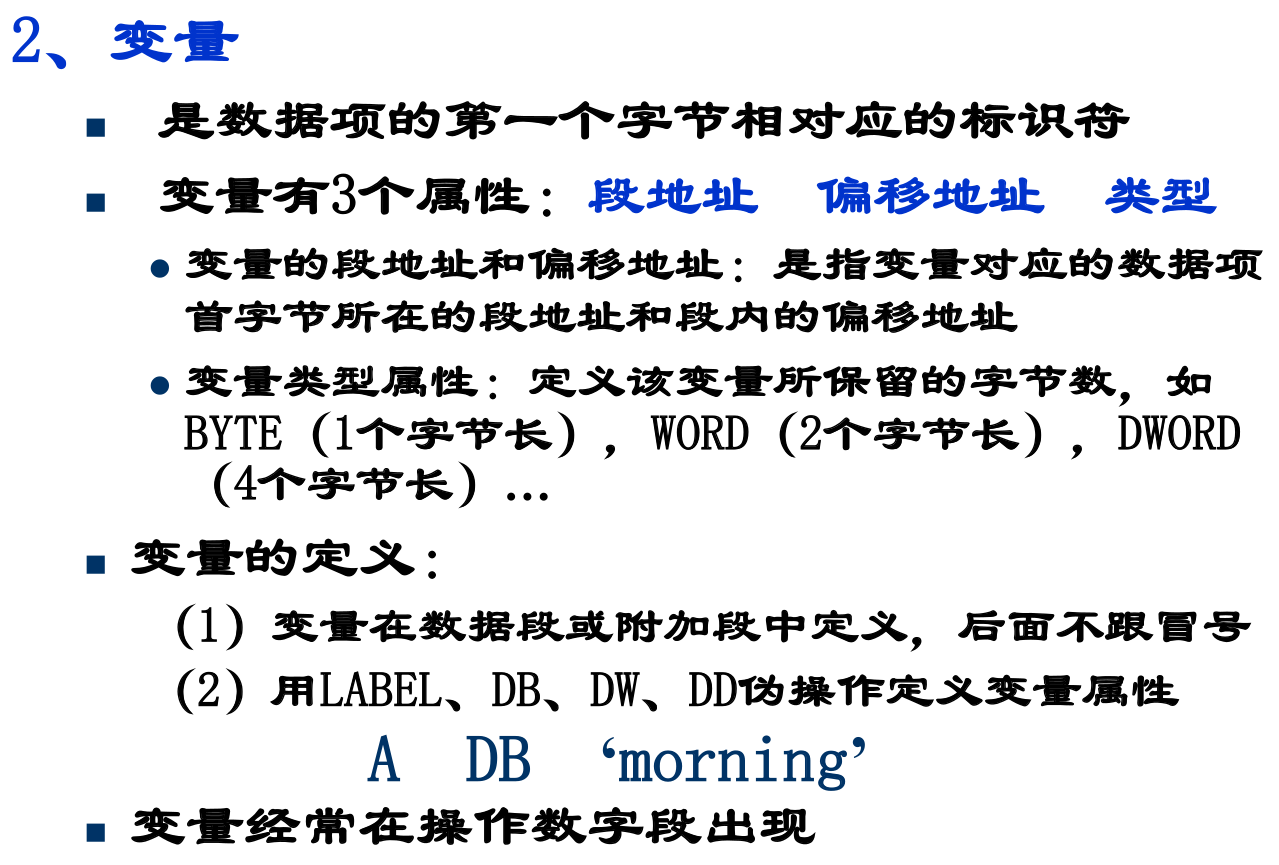 2、变量
■ 是数据项的第一个字节相对应的标识符
■ 变量有3个属性：段地址 偏移地址 类型
● 变量的段地址和偏移地址：是指变量对应的数据项
首字节所在的段地址和段内的偏移地址
● 变量类型属性：定义该变量所保留的字节数，如
BYTE（1个字节长），WORD（2个字节长），DWORD
（4个字节长）…
■ 变量的定义：
（1）变量在数据段或附加段中定义，后面不跟冒号
（2）用LABEL、DB、DW、DD伪操作定义变量属性
A DB ‘morning’
■ 变量经常在操作数字段出现